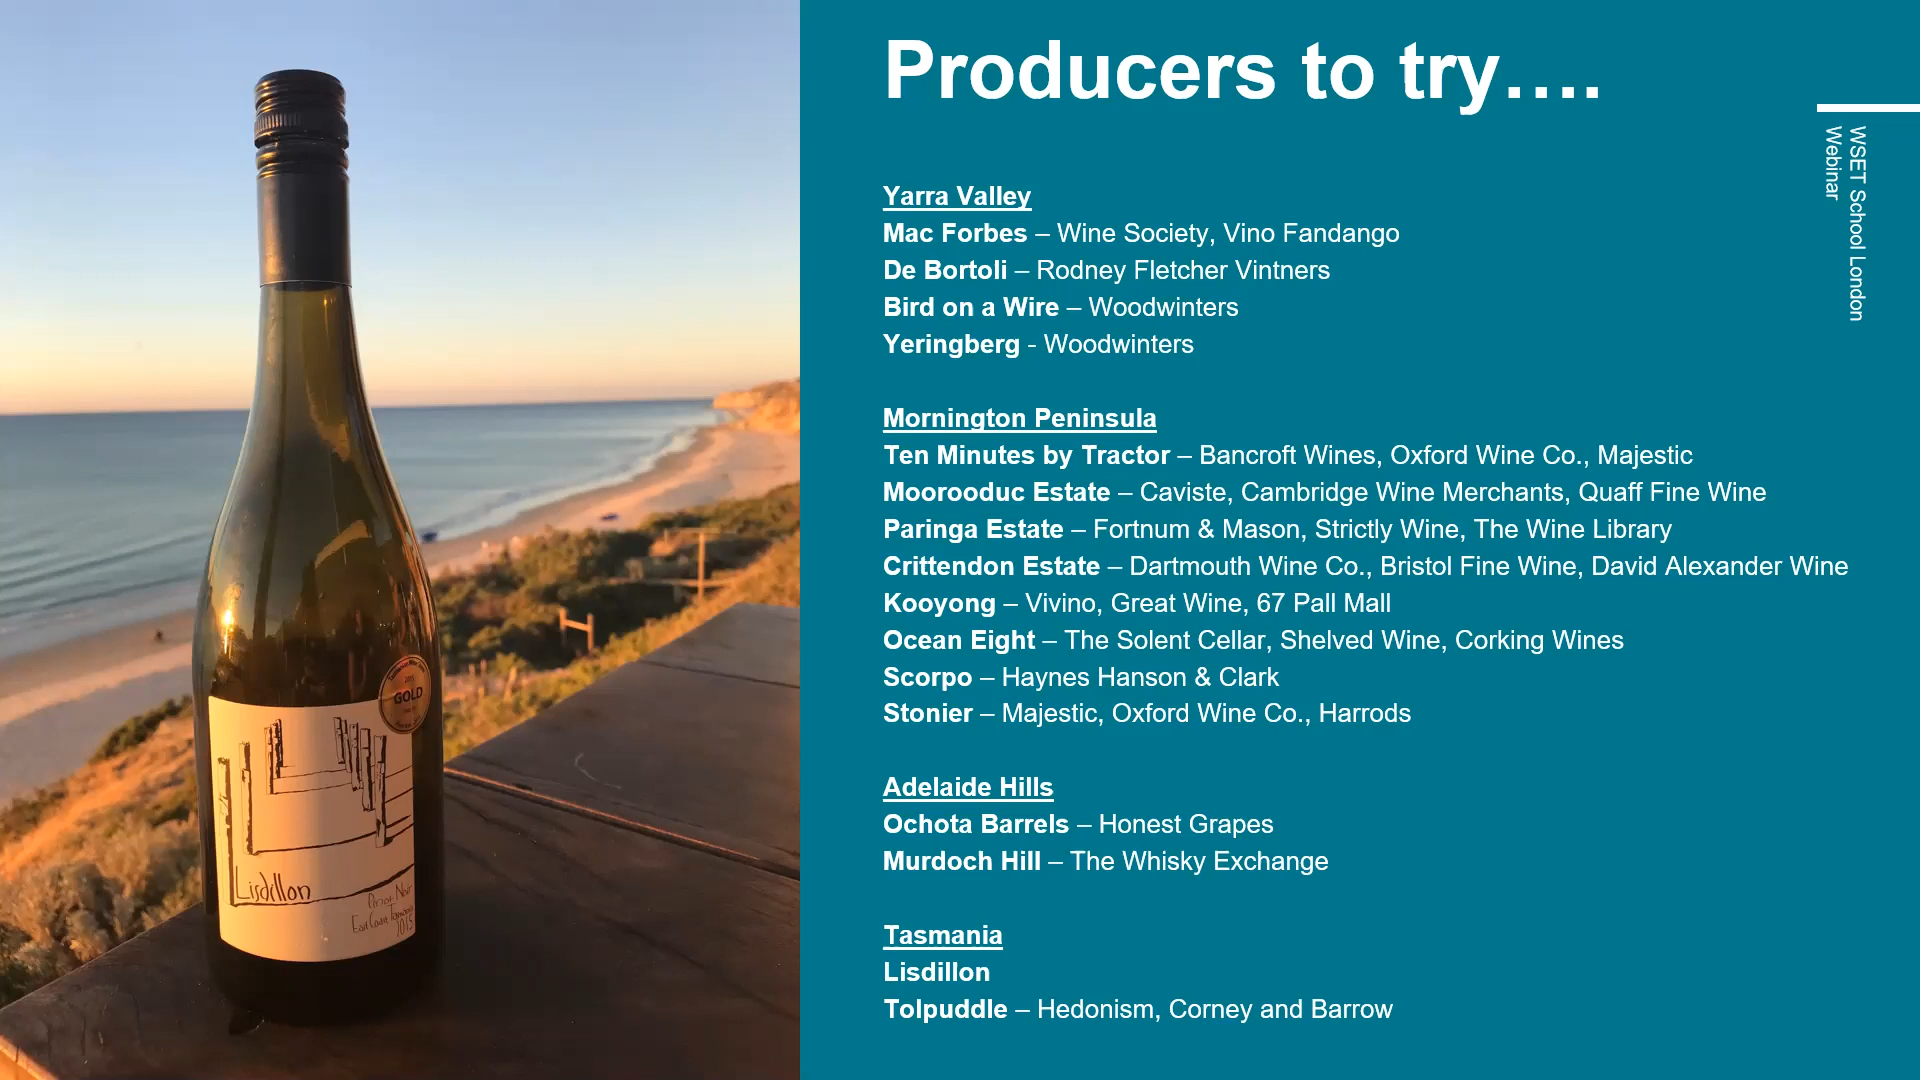 Producers to try….
WSET School London
Webinar
Yarra Valley
Mac Forbes – Wine Society, Vino Fandango
De Bortoli – Rodney Fletcher Vintners
Bird on a Wire – Woodwinters
Yeringberg - Woodwinters
Mornington Peninsula
Ten Minutes by Tractor – Bancroft Wines, Oxford Wine Co., Majestic
Moorooduc Estate – Caviste, Cambridge Wine Merchants, Quaff Fine Wine
Paringa Estate – Fortnum & Mason, Strictly Wine, The Wine Library
Crittendon Estate – Dartmouth Wine Co., Bristol Fine Wine, David Alexander Wine
Kooyong – Vivino, Great Wine, 67 Pall Mall
Ocean Eight – The Solent Cellar, Shelved Wine, Corking Wines
Scorpo – Haynes Hanson & Clark
Stonier – Majestic, Oxford Wine Co., Harrods
Adelaide Hills
Ochota Barrels – Honest Grapes
Murdoch Hill – The Whisky Exchange
Tasmania
Lisdillon
Tolpuddle – Hedonism, Corney and Barrow
2015
GOLD
Lisdillon
Pinot Noir
East Coast Tasmania
2015